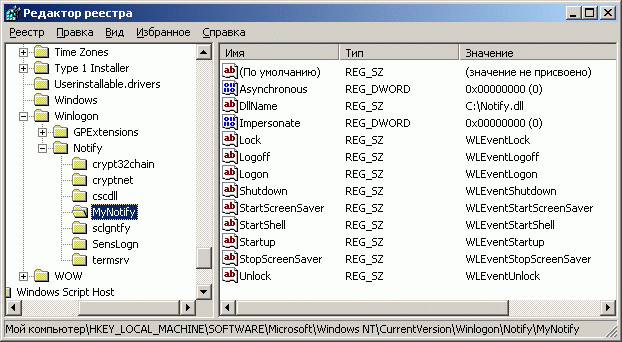 Редактор реестра
Реестр Правка Вид Избранное Справка
Time Zones
Type 1 Installer
Userinstallable.drivers
Windows
Winlogon
GPExtensions
Notify
crypt32chain
cryptnet
cscdll
MyNotify
sclgntfy
SensLogn
termsrv
WOW
Windows Script Host
Имя Тип Значение
(По умолчанию) REG_SZ (значение не присвоено)
Asynchronous REG_DWORD 0x00000000 (0)
DllName REG_SZ C:\Notify.dll
Impersonate REG_DWORD 0x00000000 (0)
Lock REG_SZ WLEventLock
Logoff REG_SZ WLEventLogoff
Logon REG_SZ WLEventLogon
Shutdown REG_SZ WLEventShutdown
StartScreenSaver REG_SZ WLEventStartScreenSaver
StartShell REG_SZ WLEventStartShell
Startup REG_SZ WLEventStartup
StopScreenSaver REG_SZ WLEventStopScreenSaver
Unlock REG_SZ WLEventUnlock
Мой компьютер\HKEY_LOCAL_MACHINE\SOFTWARE\Microsoft\Windows NT\CurrentVersion\Winlogon\Notify\MyNotify